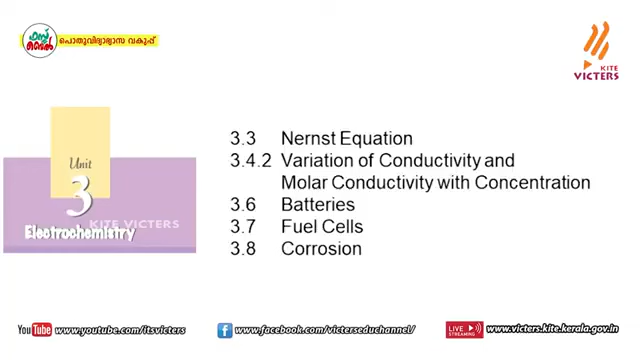 ഫസ്റ്റ്
ബെൽ
പൊതുവിദ്യാഭ്യാസ വകുപ്പ്
KITE
VICTERS
Unit
3
KITE VICTERS
Electrochemistry
3.3 Nernst Equation
3.4.2 Variation of Conductivity and
Molar Conductivity with Concentration
3.6 Batteries
3.7 Fuel Cells
3.8 Corrosion
YouTube www.youtube.com/itsvicters
f www.facebook.com/victerseduchannel/
LIVE STREAMING www.victers.kite.kerala.gov.in